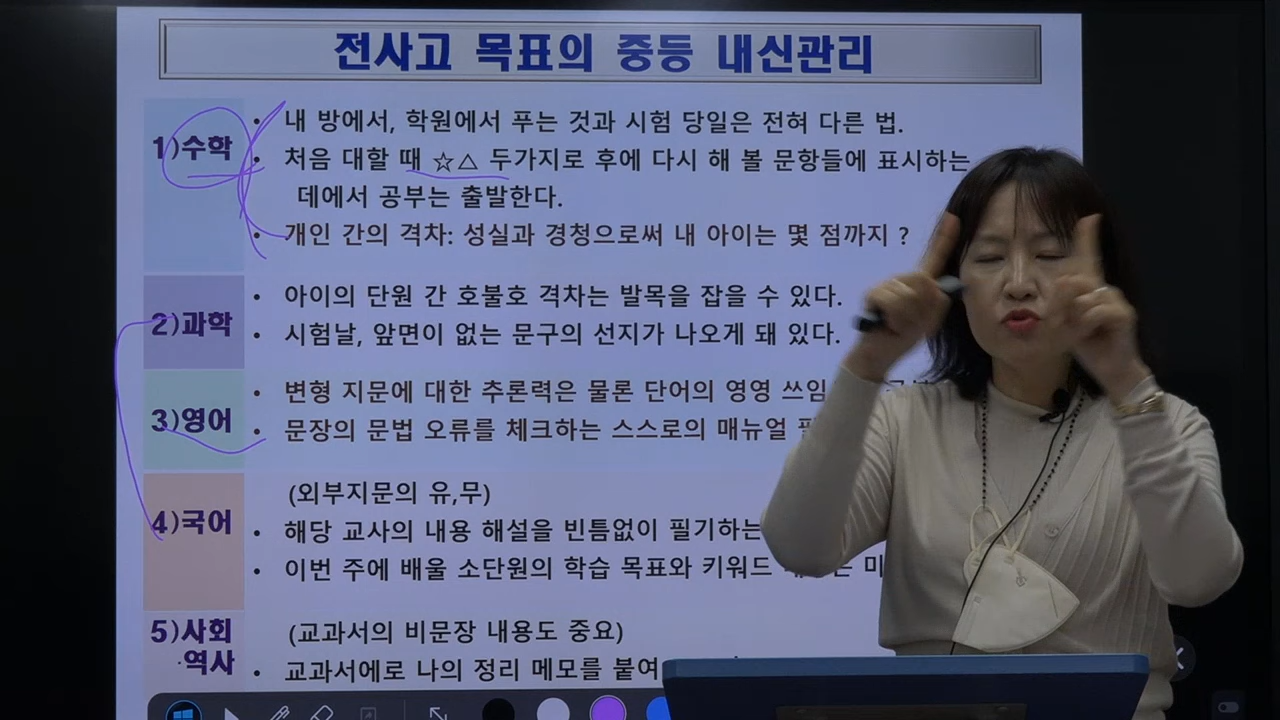 전사고 목표의 중등 내신관리
1)수학
• 내 방에서, 학원에서 푸는 것과 시험 당일은 전혀 다른 법.
• 처음 대할 때 ☆△ 두가지로 후에 다시 해 볼 문항들에 표시하는
데에서 공부는 출발한다.
• 개인 간의 격차: 성실과 경청으로써 내 아이는 몇 점까지 ?
2)과학
• 아이의 단원 간 호불호 격차는 발목을 잡을 수 있다.
• 시험날, 앞면이 없는 문구의 선지가 나오게 돼 있다.
3)영어
• 변형 지문에 대한 추론력은 물론 단어의 영영 쓰임
• 문장의 문법 오류를 체크하는 스스로의 매뉴얼
4)국어
(외부지문의 유,무)
• 해당 교사의 내용 해설을 빈틈없이 필기하는
• 이번 주에 배울 소단원의 학습 목표와 키워드
5)사회
·역사
(교과서의 비문장 내용도 중요)
• 교과서에로 나의 정리 메모를 붙여